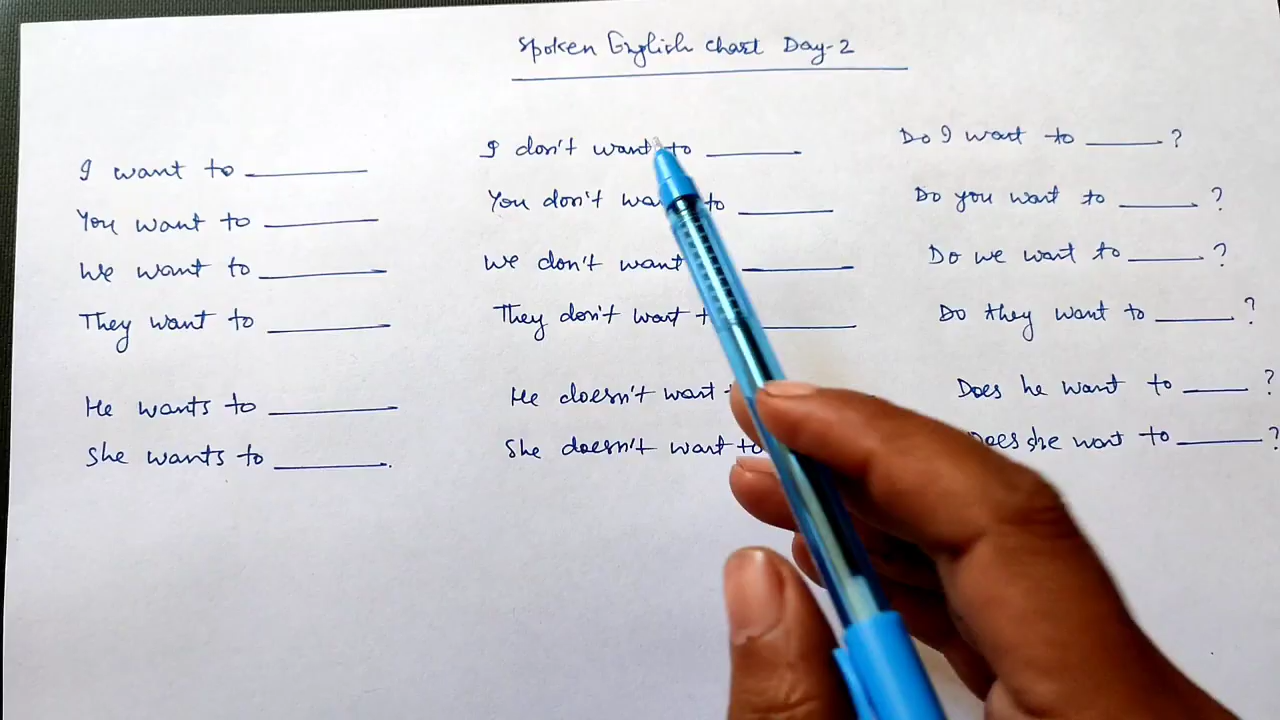 Spoken English chart Day-2
I want to ______
You want to ______
We want to ______
They want to ______
He wants to ______
She wants to ______.
I don't want to ______
You don't want to ______
We don't want ______
They don't want ______
He doesn't want
She doesn't want to
Do I want to ______?
Do you want to ______?
Do we want to ______?
Do they want to ______?
Does he want to ______?
Does she want to ______?